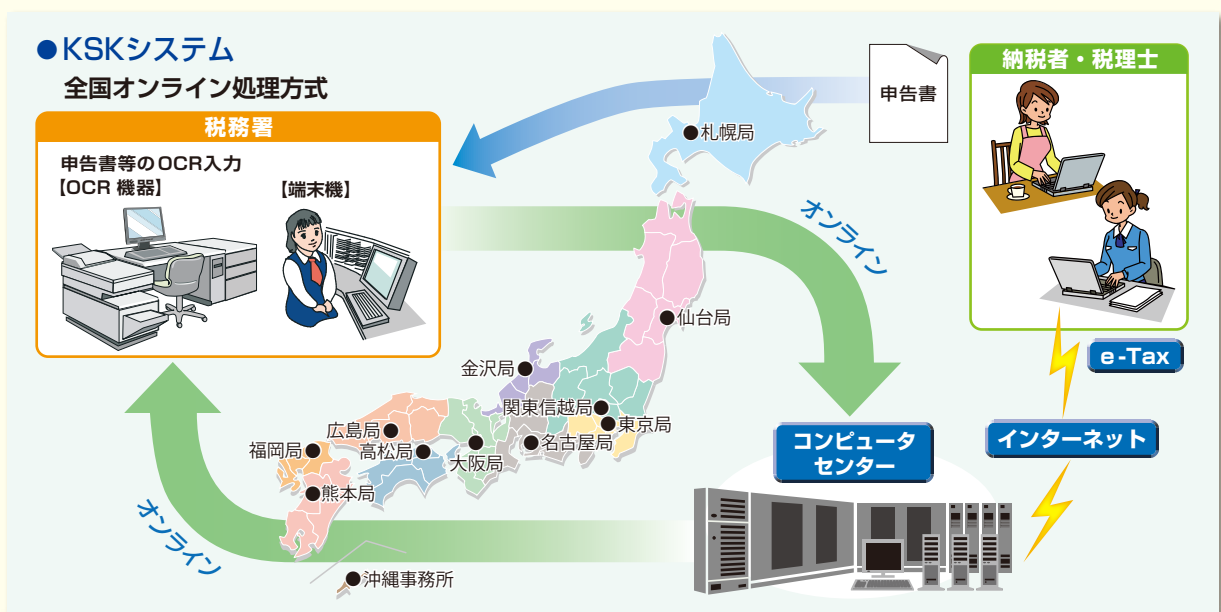 ●KSKシステム
全国オンライン処理方式
税務署
申告書等のOCR入力
【OCR 機器】
【端末機】
申告書
納税者・税理士
札幌局
オンライン
仙台局
e-Tax
金沢局
関東信越局
東京局
広島局
名古屋局
福岡局
高松局
大阪局
コンピュータ
センター
インターネット
熊本局
オンライン
沖縄事務所